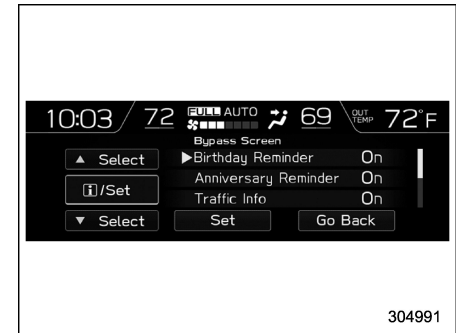 10:03 72 FULL AUTO 69 OUT TEMP 72°F
Bypass Screen
▲ Select ▶Birthday Reminder On
Anniversary Reminder On
i/Set
Traffic Info On
▼ Select Set Go Back
304991